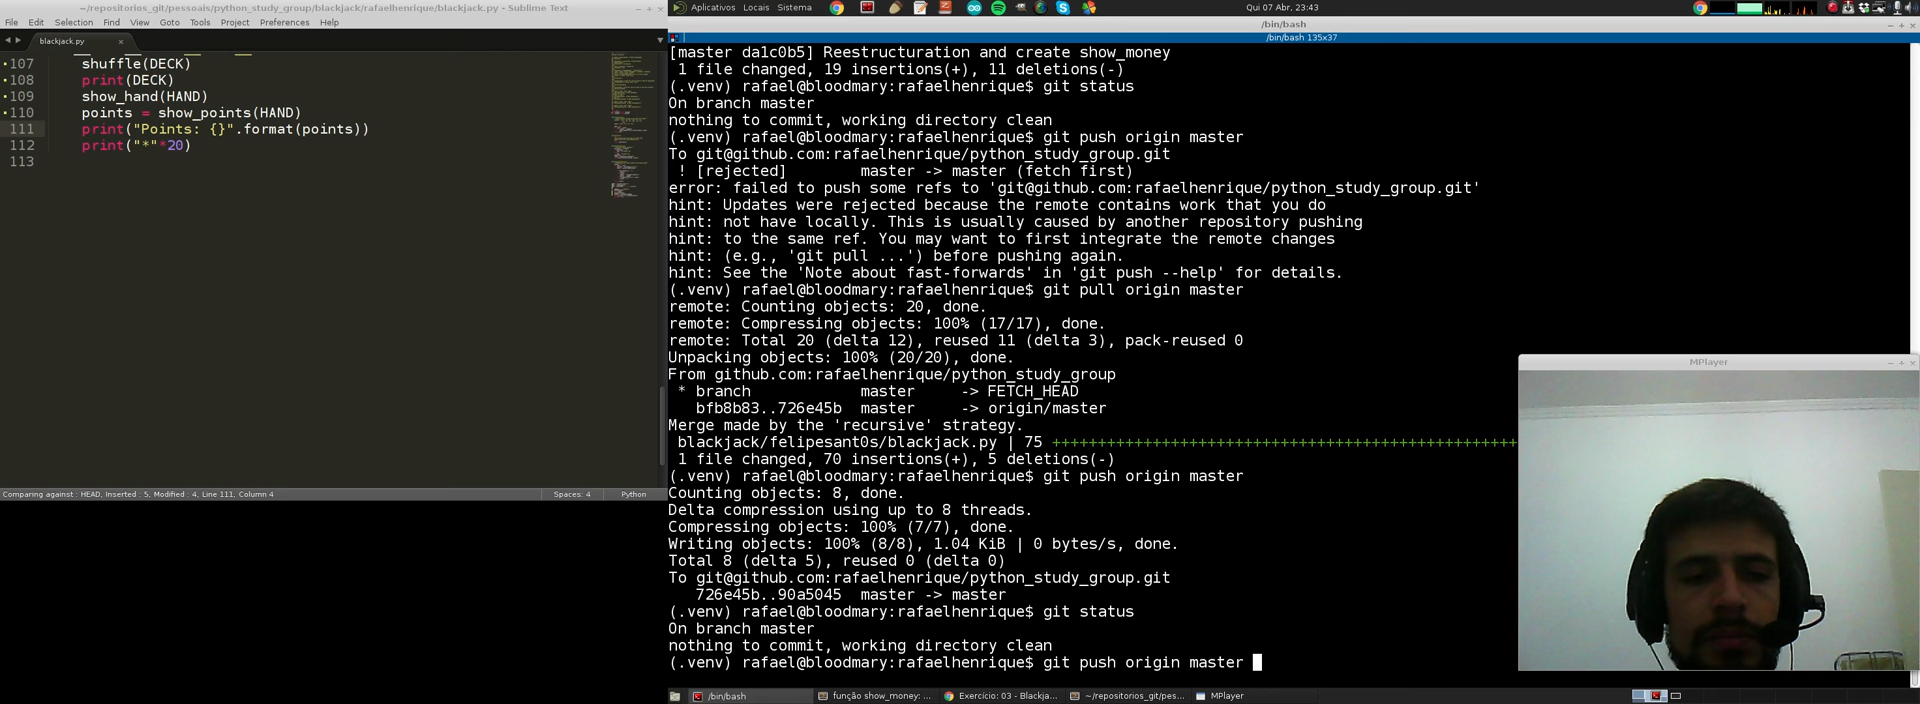 ~/repositorios_git/pessoais/python_study_group/blackjack/rafaelhenrique/blackjack.py - Sublime Text
File Edit Selection Find View Goto Tools Project Preferences Help
blackjack.py ×
107 shuffle(DECK)
108 print(DECK)
109 show_hand(HAND)
110 points = show_points(HAND)
111 print("Points: {}".format(points))
112 print("*"*20)
113
Comparing against : HEAD, Inserted : 5, Modified : 4, Line 111, Column 4 Spaces: 4 Python
Aplicativos Locais Sistema Qui 07 Abr, 23:43
/bin/bash
/bin/bash 135x37
[master da1c0b5] Reestructuration and create show_money
1 file changed, 19 insertions(+), 11 deletions(-)
(.venv) rafael@bloodmary:rafaelhenrique$ git status
On branch master
nothing to commit, working directory clean
(.venv) rafael@bloodmary:rafaelhenrique$ git push origin master
To git@github.com:rafaelhenrique/python_study_group.git
! [rejected] master -> master (fetch first)
error: failed to push some refs to 'git@github.com:rafaelhenrique/python_study_group.git'
hint: Updates were rejected because the remote contains work that you do
hint: not have locally. This is usually caused by another repository pushing
hint: to the same ref. You may want to first integrate the remote changes
hint: (e.g., 'git pull ...') before pushing again.
hint: See the 'Note about fast-forwards' in 'git push --help' for details.
(.venv) rafael@bloodmary:rafaelhenrique$ git pull origin master
remote: Counting objects: 20, done.
remote: Compressing objects: 100% (17/17), done.
remote: Total 20 (delta 12), reused 11 (delta 3), pack-reused 0
Unpacking objects: 100% (20/20), done.
From github.com:rafaelhenrique/python_study_group
* branch master -> FETCH_HEAD
bfb8b83..726e45b master -> origin/master
Merge made by the 'recursive' strategy.
blackjack/felipesant0s/blackjack.py | 75 +++++++++++++++++++++++++++++++++++++++++++++++++++
1 file changed, 70 insertions(+), 5 deletions(-)
(.venv) rafael@bloodmary:rafaelhenrique$ git push origin master
Counting objects: 8, done.
Delta compression using up to 8 threads.
Compressing objects: 100% (7/7), done.
Writing objects: 100% (8/8), 1.04 KiB | 0 bytes/s, done.
Total 8 (delta 5), reused 0 (delta 0)
To git@github.com:rafaelhenrique/python_study_group.git
726e45b..90a5045 master -> master
(.venv) rafael@bloodmary:rafaelhenrique$ git status
On branch master
nothing to commit, working directory clean
(.venv) rafael@bloodmary:rafaelhenrique$ git push origin master
MPlayer
/bin/bash função show_money: ... Exercício: 03 - Blackja... ~/repositorios_git/pes... MPlayer